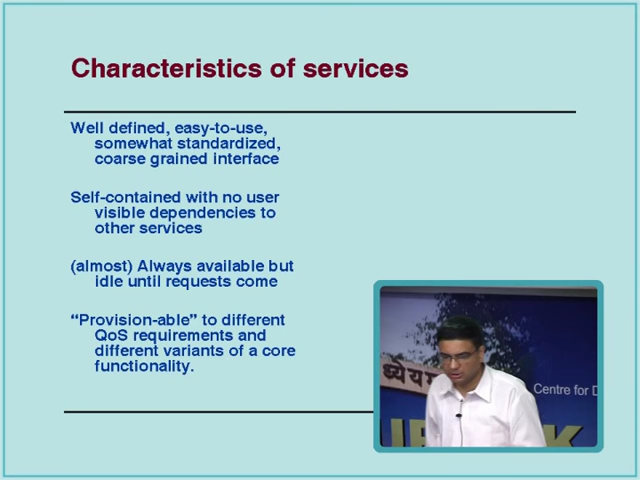 Characteristics of services
Well defined, easy-to-use,
somewhat standardized,
coarse grained interface
Self-contained with no user
visible dependencies to
other services
(almost) Always available but
idle until requests come
“Provision-able” to different
QoS requirements and
different variants of a core
functionality.
ध्येयम
Centre for D